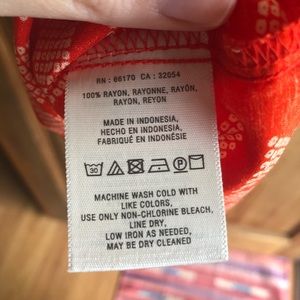 RN : 66170 CA : 32054
100% RAYON, RAYONNE, RAYÓN,
RAYON, REYON
MADE IN INDONESIA,
HECHO EN INDONESIA,
FABRIQUÉ EN INDONÉSIE
30
MACHINE WASH COLD WITH
LIKE COLORS,
USE ONLY NON-CHLORINE BLEACH,
LINE DRY,
LOW IRON AS NEEDED,
MAY BE DRY CLEANED